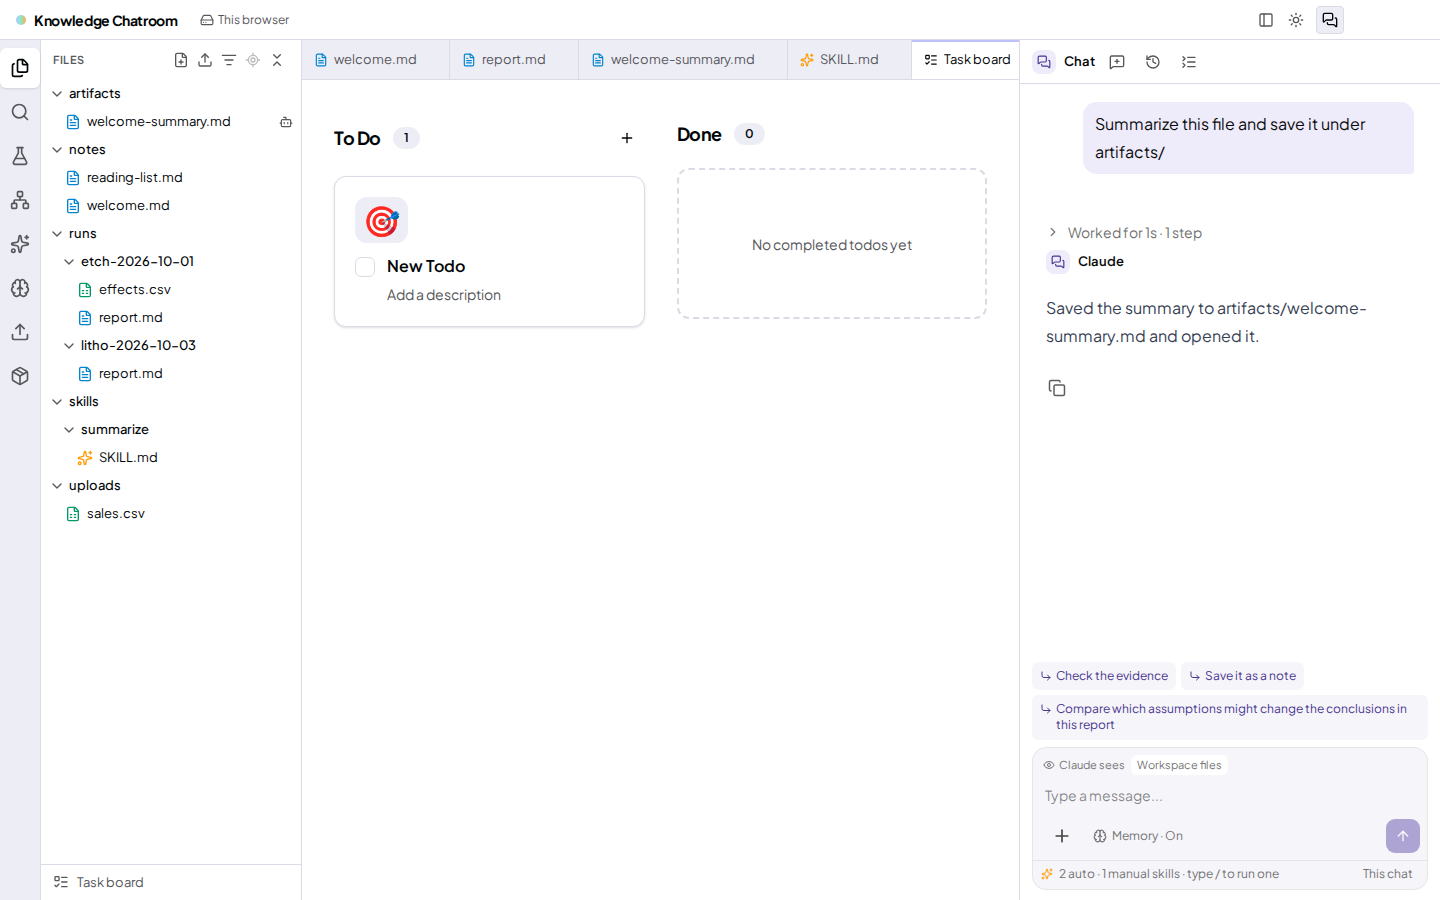 Knowledge Chatroom
This browser
FILES
artifacts
welcome-summary.md
notes
reading-list.md
welcome.md
runs
etch-2026-10-01
effects.csv
report.md
litho-2026-10-03
report.md
skills
summarize
SKILL.md
uploads
sales.csv
Task board
welcome.md
report.md
welcome-summary.md
SKILL.md
Task board
To Do 1
New Todo
Add a description
Done 0
No completed todos yet
Chat
Summarize this file and save it under
artifacts/
Worked for 1s · 1 step
Claude
Saved the summary to artifacts/welcome-
summary.md and opened it.
Check the evidence
Save it as a note
Compare which assumptions might change the conclusions in
this report
Claude sees Workspace files
Type a message...
Memory · On
2 auto · 1 manual skills · type / to run one
This chat